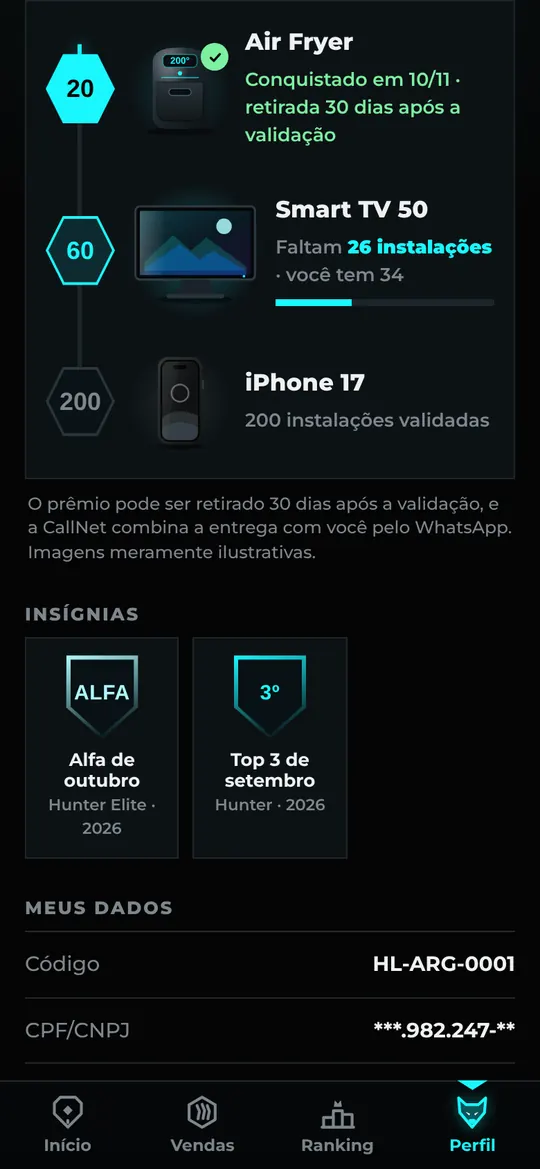 20
200°
Air Fryer
Conquistado em 10/11 ·
retirada 30 dias após a
validação
60
Smart TV 50
Faltam 26 instalações
· você tem 34
200
iPhone 17
200 instalações validadas
O prêmio pode ser retirado 30 dias após a validação, e
a CallNet combina a entrega com você pelo WhatsApp.
Imagens meramente ilustrativas.
INSÍGNIAS
ALFA
Alfa de
outubro
Hunter Elite ·
2026
3º
Top 3 de
setembro
Hunter · 2026
MEUS DADOS
Código HL-ARG-0001
CPF/CNPJ ***.982.247-**
Início Vendas Ranking Perfil